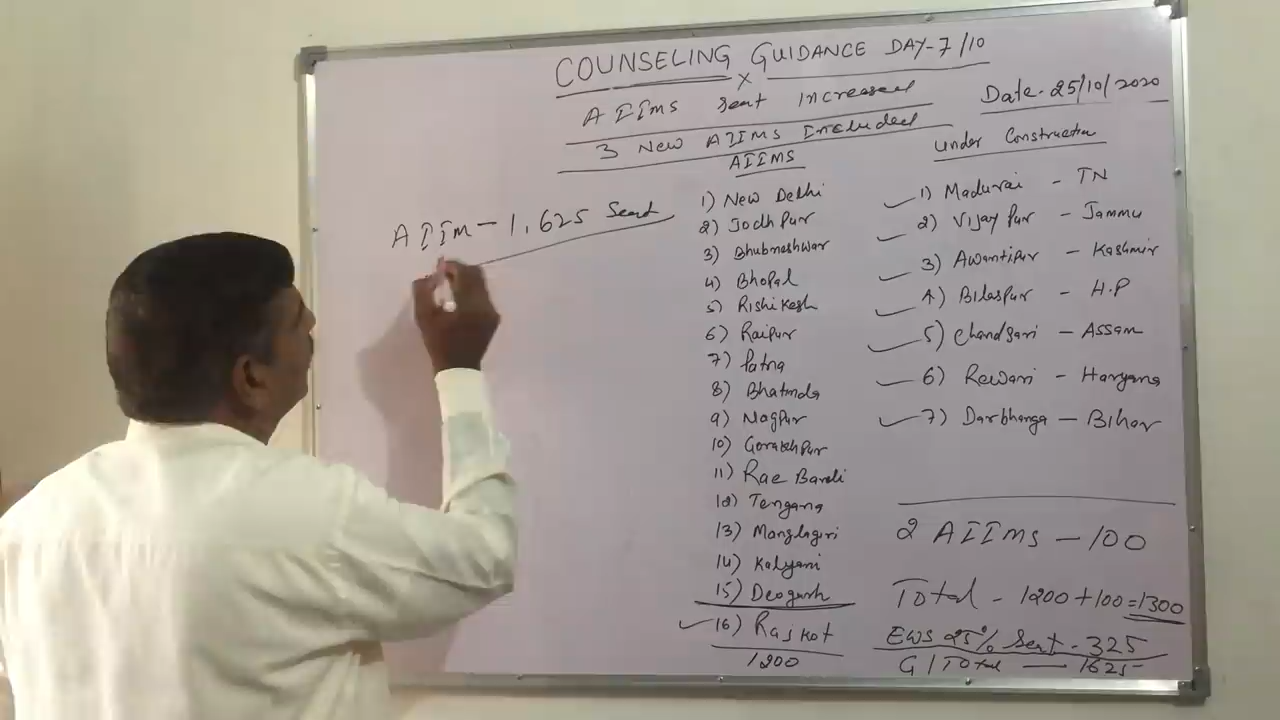 COUNSELING GUIDANCE DAY-7/10
x
AIIMS Seat Increased
Date- 25/10/2020
3 New AIIMS Included
AIIM - 1,625 Seat
AIIMS
1) New Delhi
2) Jodhpur
3) Bhubneshwar
4) Bhopal
5) Rishikesh
6) Raipur
7) Patna
8) Bhatinda
9) Nagpur
10) Gorakhpur
11) Rae Bareli
12) Tengana
13) Manglagiri
14) Kalyani
15) Deogarh
16) Rajkot
1200
Under Construction
1) Madurai - TN
2) Vijaypur - Jammu
3) Awantipur - Kashmir
4) Bilaspur - H.P
5) Chandsari - Assam
6) Rewari - Haryana
7) Darbhanga - Bihar
2 AIIMS - 100
Total - 1200+100=1300
EWS 25% Seat - 325
G/Total - 1625